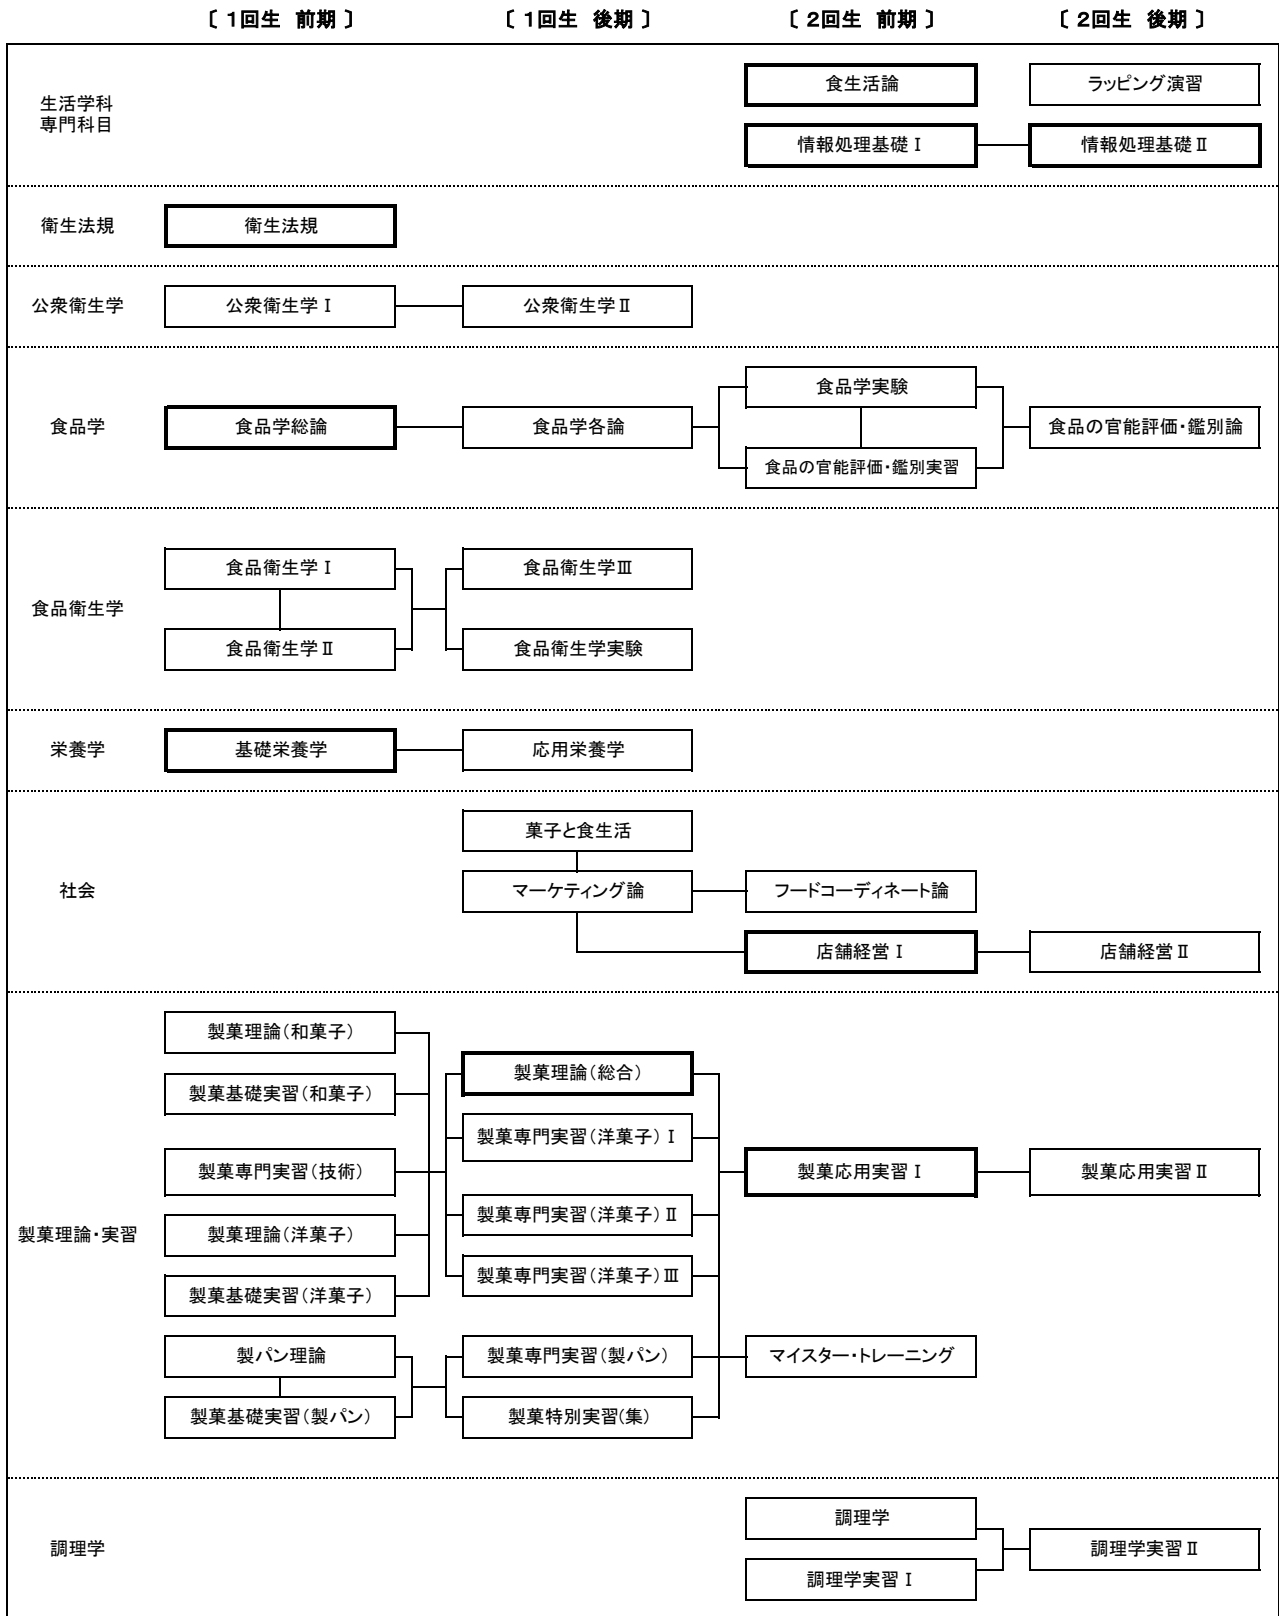 〔 1回生 前期 〕
〔 1回生 後期 〕
〔 2回生 前期 〕
〔 2回生 後期 〕
生活学科
専門科目
食生活論
ラッピング演習
情報処理基礎Ⅰ
情報処理基礎Ⅱ
衛生法規
衛生法規
公衆衛生学
公衆衛生学Ⅰ
公衆衛生学Ⅱ
食品学
食品学総論
食品学各論
食品学実験
食品の官能評価・鑑別実習
食品の官能評価・鑑別論
食品衛生学
食品衛生学Ⅰ
食品衛生学Ⅲ
食品衛生学Ⅱ
食品衛生学実験
栄養学
基礎栄養学
応用栄養学
社会
菓子と食生活
マーケティング論
フードコーディネート論
店舗経営Ⅰ
店舗経営Ⅱ
製菓理論・実習
製菓理論（和菓子）
製菓基礎実習（和菓子）
製菓専門実習（技術）
製菓理論（洋菓子）
製菓基礎実習（洋菓子）
製パン理論
製菓基礎実習（製パン）
製菓理論（総合）
製菓専門実習（洋菓子）Ⅰ
製菓専門実習（洋菓子）Ⅱ
製菓専門実習（洋菓子）Ⅲ
製菓専門実習（製パン）
製菓特別実習(集)
製菓応用実習Ⅰ
製菓応用実習Ⅱ
マイスター・トレーニング
調理学
調理学
調理学実習Ⅰ
調理学実習Ⅱ